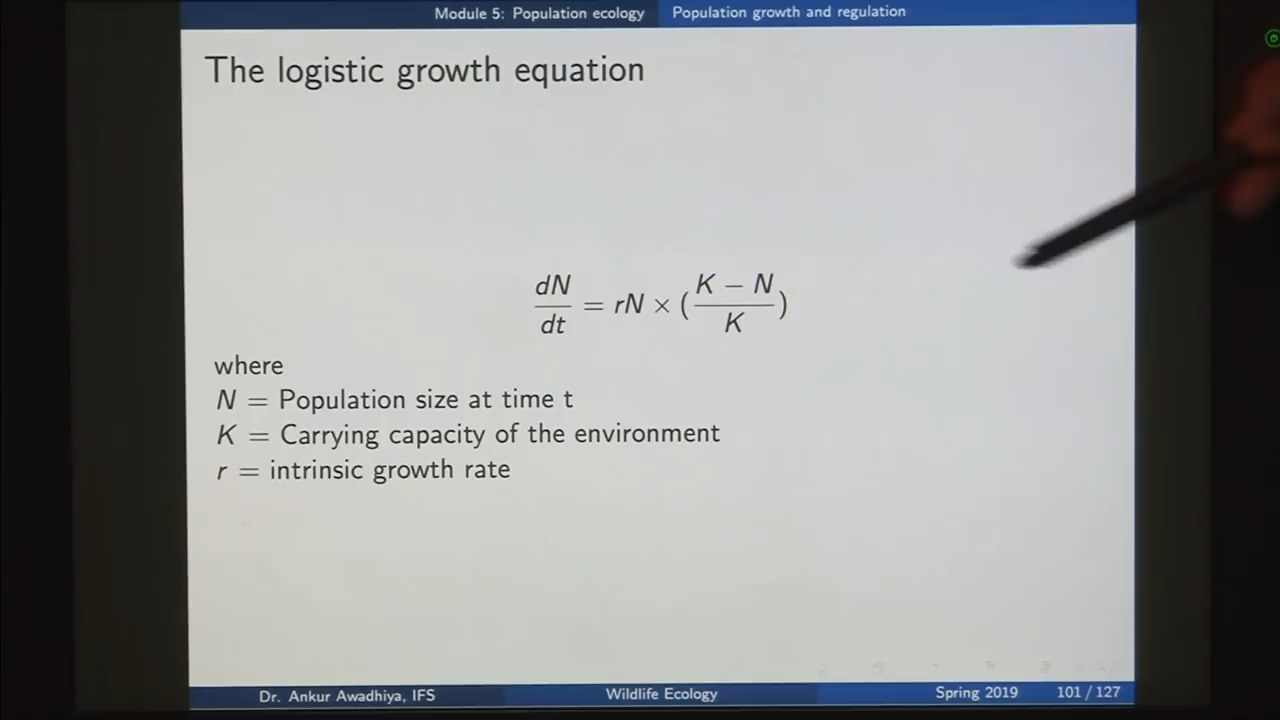 Module 5: Population ecology Population growth and regulation
The logistic growth equation
dN/dt = rN × (K − N/K)
where
N = Population size at time t
K = Carrying capacity of the environment
r = intrinsic growth rate
Dr. Ankur Awadhiya, IFS Wildlife Ecology Spring 2019 101 / 127